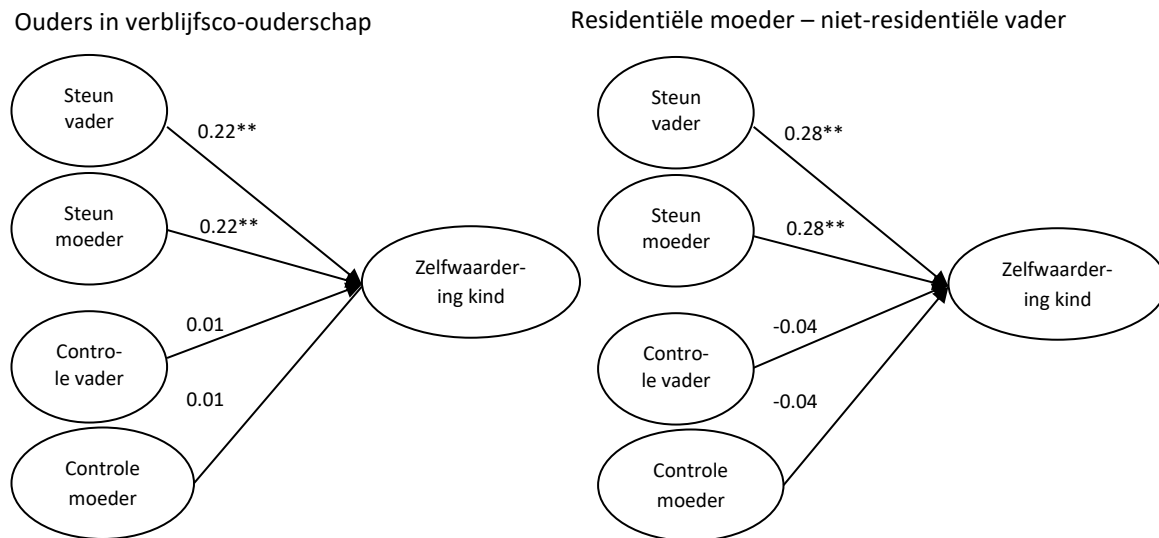 Ouders in verblijfsco-ouderschap
Steun
vader
0.22**
Steun
moeder
0.22**
Zelfwaarder-
ing kind
Contro-
le vader
0.01
Controle
moeder
0.01
Residentiële moeder – niet-residentiële vader
Steun
vader
0.28**
Steun
moeder
0.28**
Zelfwaarder-
ing kind
Contro-
le vader
-0.04
Controle
moeder
-0.04